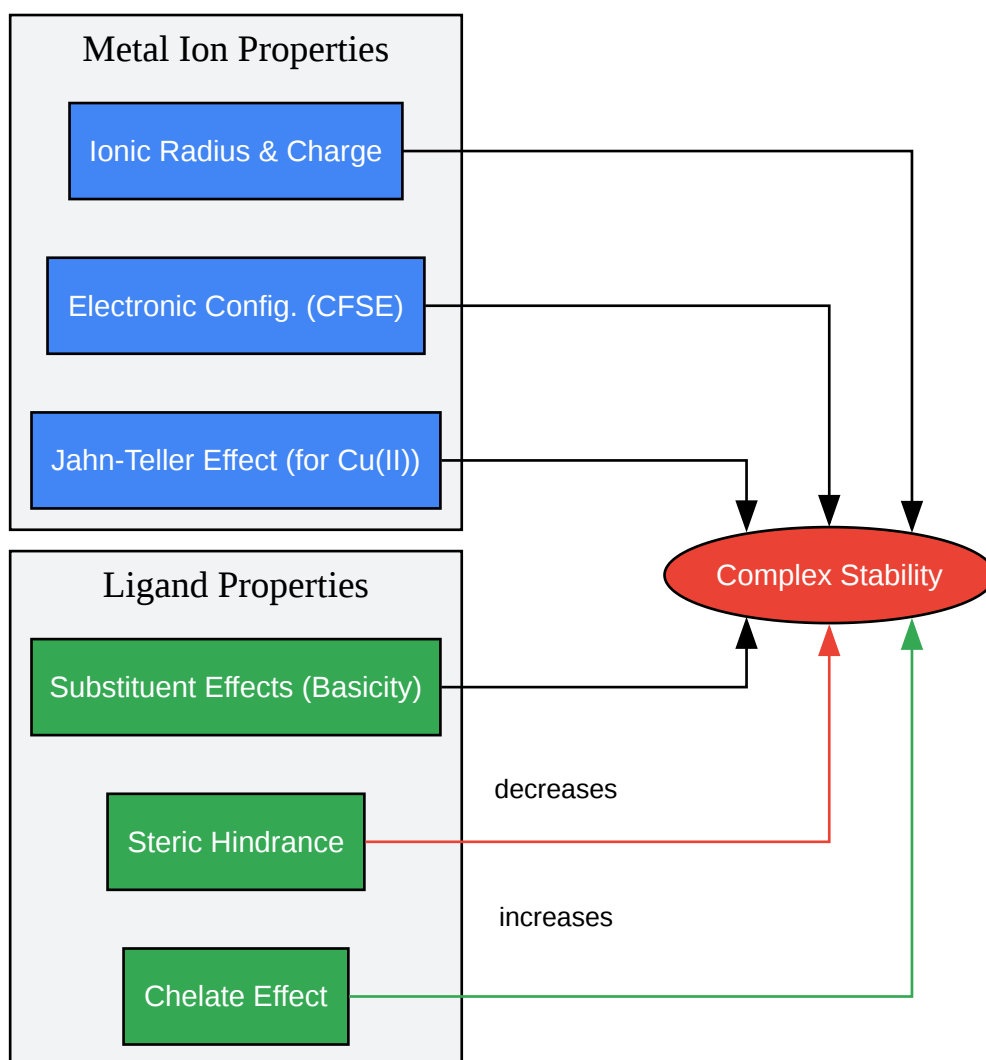 Metal Ion Properties
Ionic Radius & Charge
Electronic Config. (CFSE)
Jahn-Teller Effect (for Cu(II))
Complex Stability
Ligand Properties
Substituent Effects (Basicity)
decreases
Steric Hindrance
increases
Chelate Effect